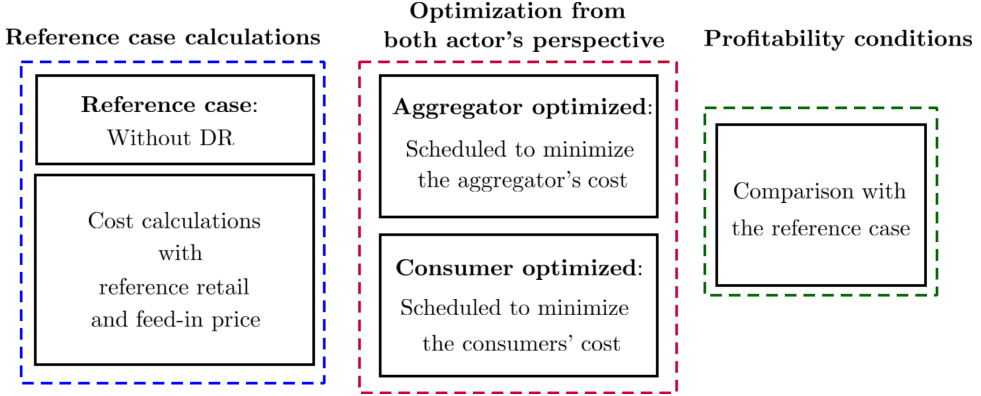 Reference case calculations
Reference case:
Without DR
Cost calculations
with
reference retail
and feed-in price
Optimization from
both actor's perspective
Aggregator optimized:
Scheduled to minimize
the aggregator's cost
Consumer optimized:
Scheduled to minimize
the consumers' cost
Profitability conditions
Comparison with
the reference case